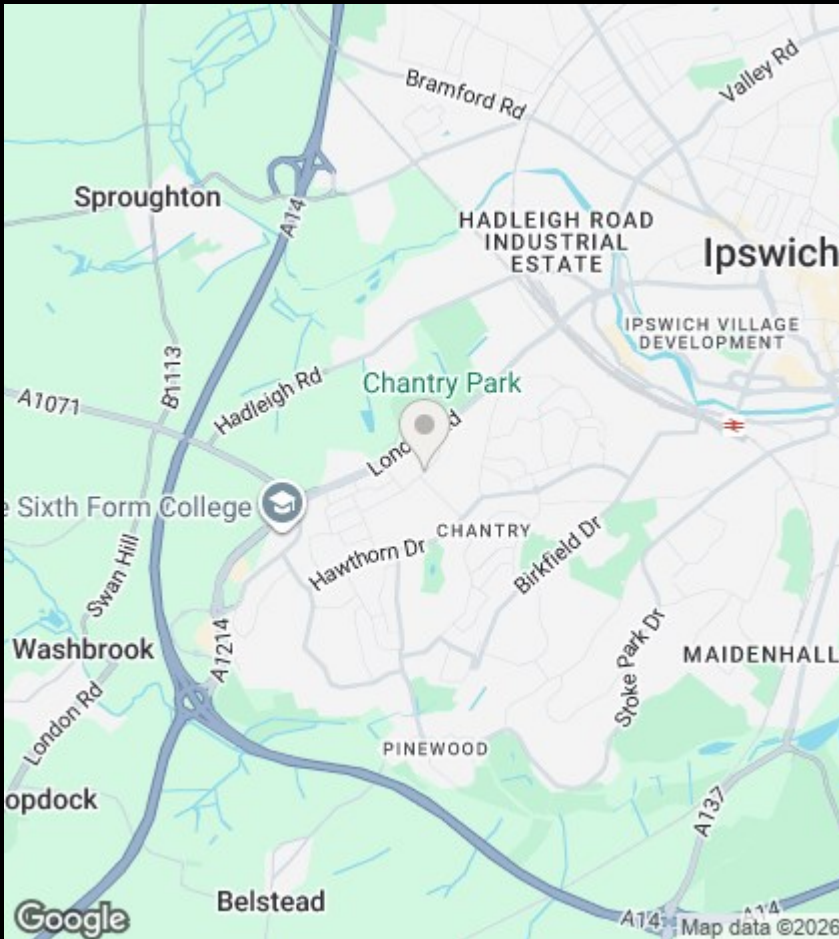 Bramford Rd
Valley Rd
Sproughton
A14
HADLEIGH ROAD
INDUSTRIAL
ESTATE
Ipswich
IPSWICH VILLAGE
DEVELOPMENT
B1113
A1071
Hadleigh Rd
Chantry Park
e Sixth Form College
CHANTRY
Hawthorn Dr
Birkfield Dr
Swan Hill
A1214
Washbrook
MAIDENHALL
Stoke Park Dr
London Rd
PINEWOOD
opdock
A137
Belstead
A14
A14
Google
Map data ©2026